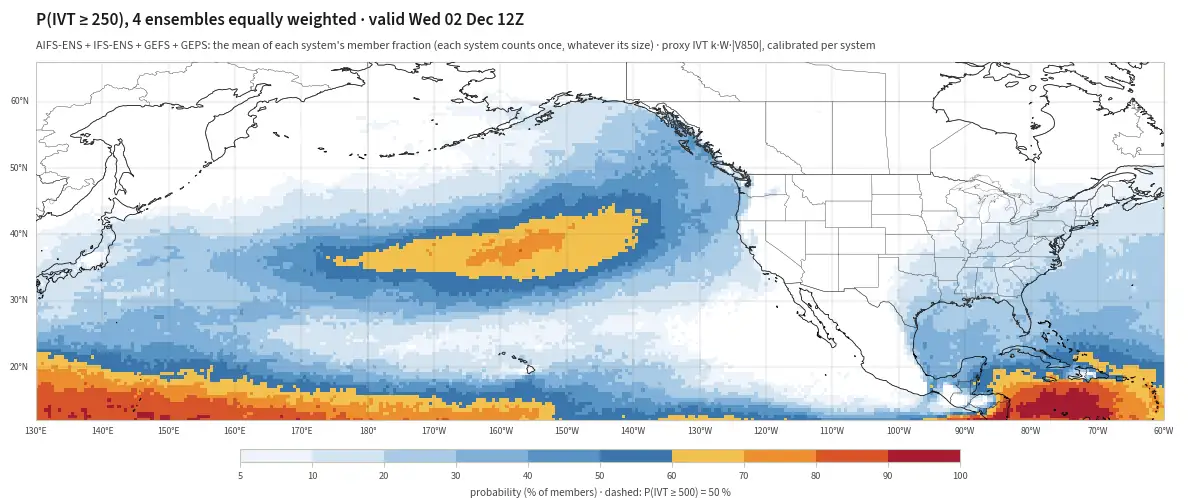 P(IVT ≥ 250), 4 ensembles equally weighted · valid Wed 02 Dec 12Z
AIFS-ENS + IFS-ENS + GEFS + GEPS: the mean of each system's member fraction (each system counts once, whatever its size) · proxy IVT k·W·|V850|, calibrated per system
60°N
50°N
40°N
30°N
20°N
130°E 140°E 150°E 160°E 170°E 180° 170°W 160°W 150°W 140°W 130°W 120°W 110°W 100°W 90°W 80°W 70°W 60°W
5 10 20 30 40 50 60 70 80 90 100
probability (% of members) · dashed: P(IVT ≥ 500) = 50 %